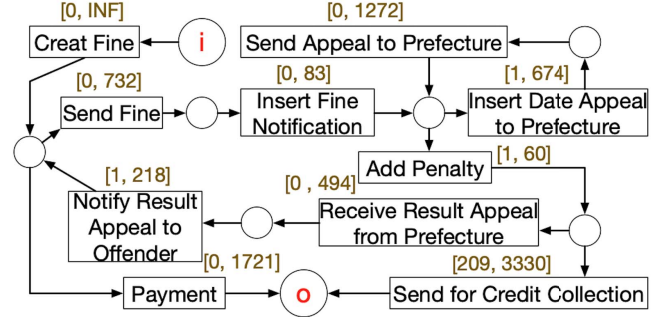 [0, INF]
Creat Fine
i
[0, 1272]
Send Appeal to Prefecture
[0, 732]
Send Fine
[0, 83]
Insert Fine
Notification
[1, 674]
Insert Date Appeal
to Prefecture
Add Penalty
[1, 60]
[1, 218]
Notify Result
Appeal to
Offender
[0 , 494]
Receive Result Appeal
from Prefecture
[0, 1721]
Payment
o
[209, 3330]
Send for Credit Collection